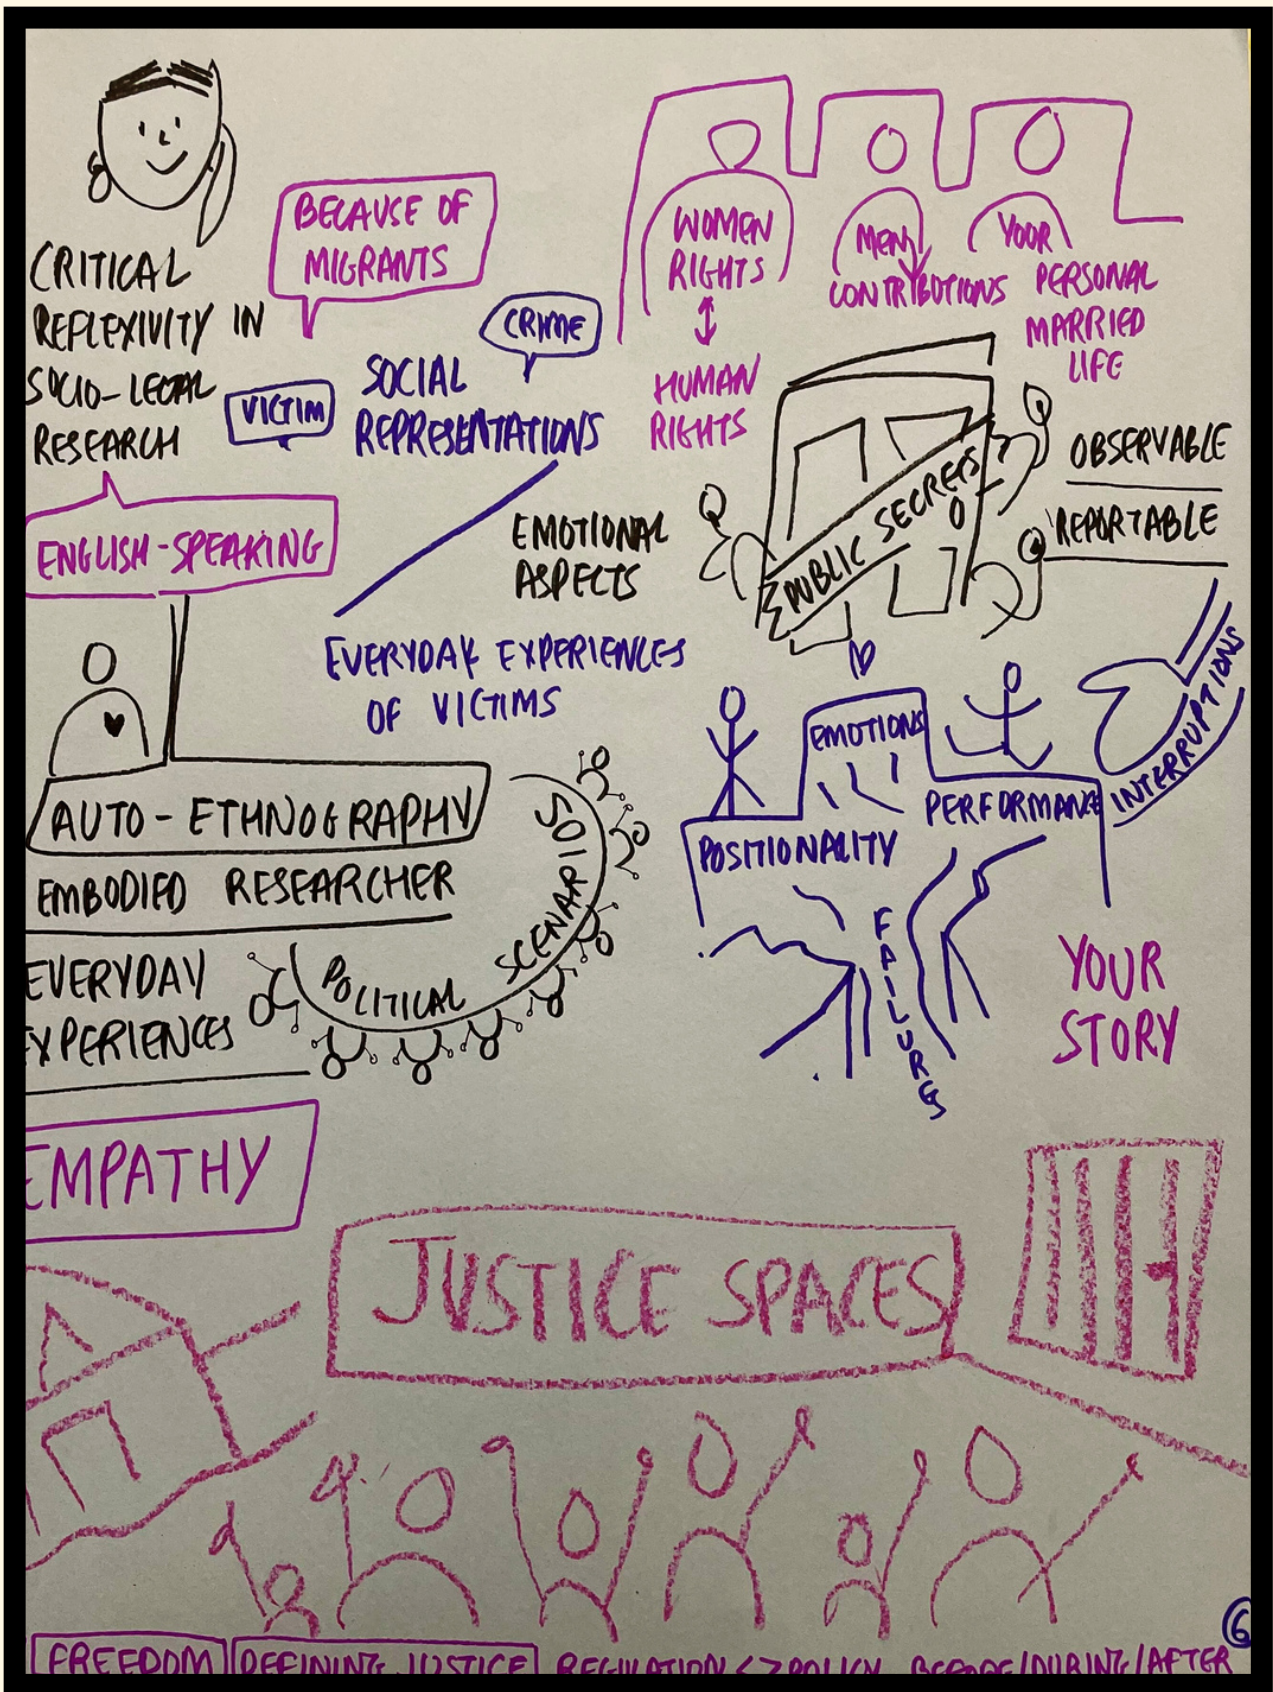 CRITICAL
REFLEXIVITY IN
SOCIO-LEGAL
RESEARCH
BECAUSE OF
MIGRANTS
CRIME
VICTIM
SOCIAL
REPRESENTATIONS
WOMEN
RIGHTS
HUMAN
RIGHTS
MEN
CONTRIBUTIONS
YOUR
PERSONAL
MARRIED
LIFE
ENGLISH-SPEAKING
EMOTIONAL
ASPECTS
PUBLIC SECRETS
OBSERVABLE
REPORTABLE
EVERYDAY EXPERIENCES
OF VICTIMS
INTERRUPTIONS
EMOTIONS
POSITIONALITY
PERFORMANCE
FAILURES
AUTO-ETHNOGRAPHY
EMBODIED RESEARCHER
EVERYDAY
EXPERIENCES
POLITICAL SCENARIOS
YOUR
STORY
EMPATHY
JUSTICE SPACES
6
FREEDOM DEFINING JUSTICE REGULATION <> POLICY BEFORE/DURING/AFTER